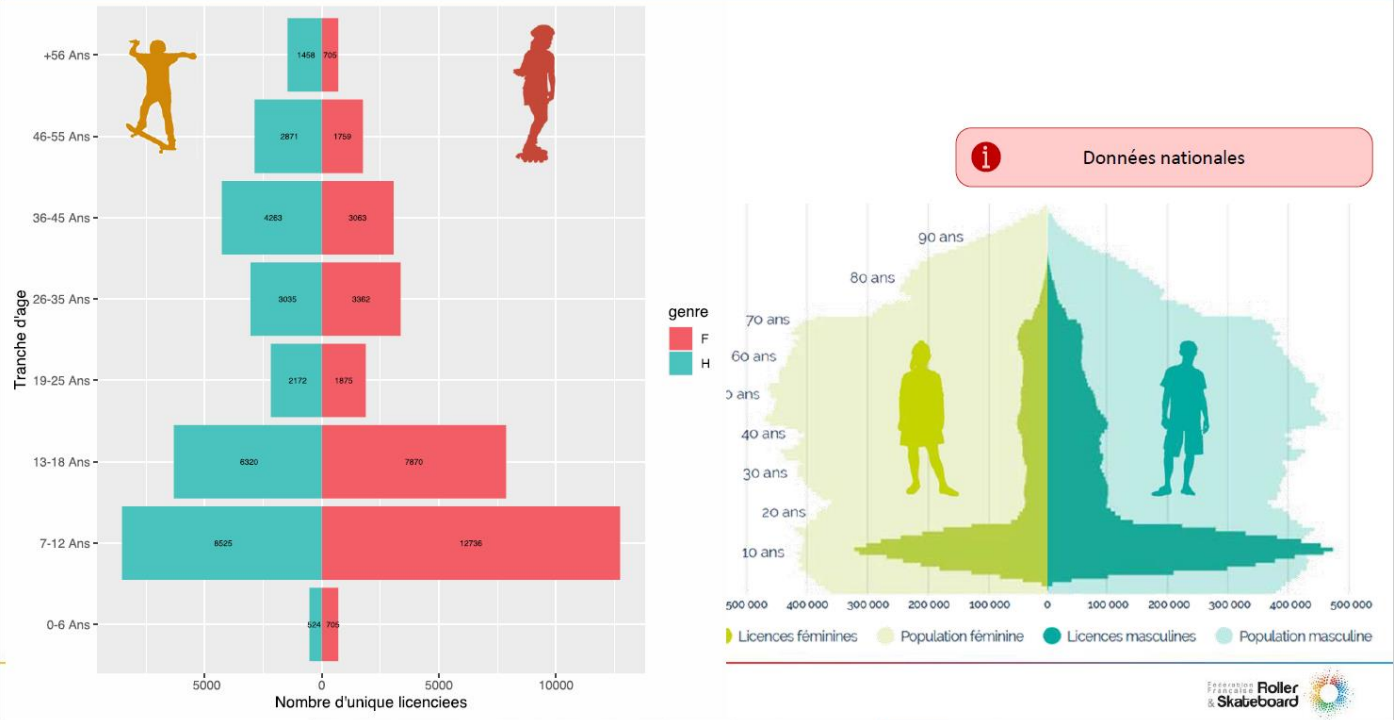 +56 Ans
1458 705
46-55 Ans
2871 1759
36-45 Ans
4263 3063
26-35 Ans
3035 3362
19-25 Ans
2172 1875
13-18 Ans
6320 7870
7-12 Ans
8525 12736
0-6 Ans
524 705
5000 0 5000 10000
Nombre d'unique licenciees
Tranche d'age
genre
F
H
i Données nationales
90 ans
80 ans
70 ans
60 ans
ans
40 ans
30 ans
20 ans
10 ans
500 000 400 000 300 000 200 000 100 000 0 100 000 200 000 300 000 400 000 500 000
Licences féminines Population féminine Licences masculines Population masculine
Fédération
Française
Roller
& Skateboard